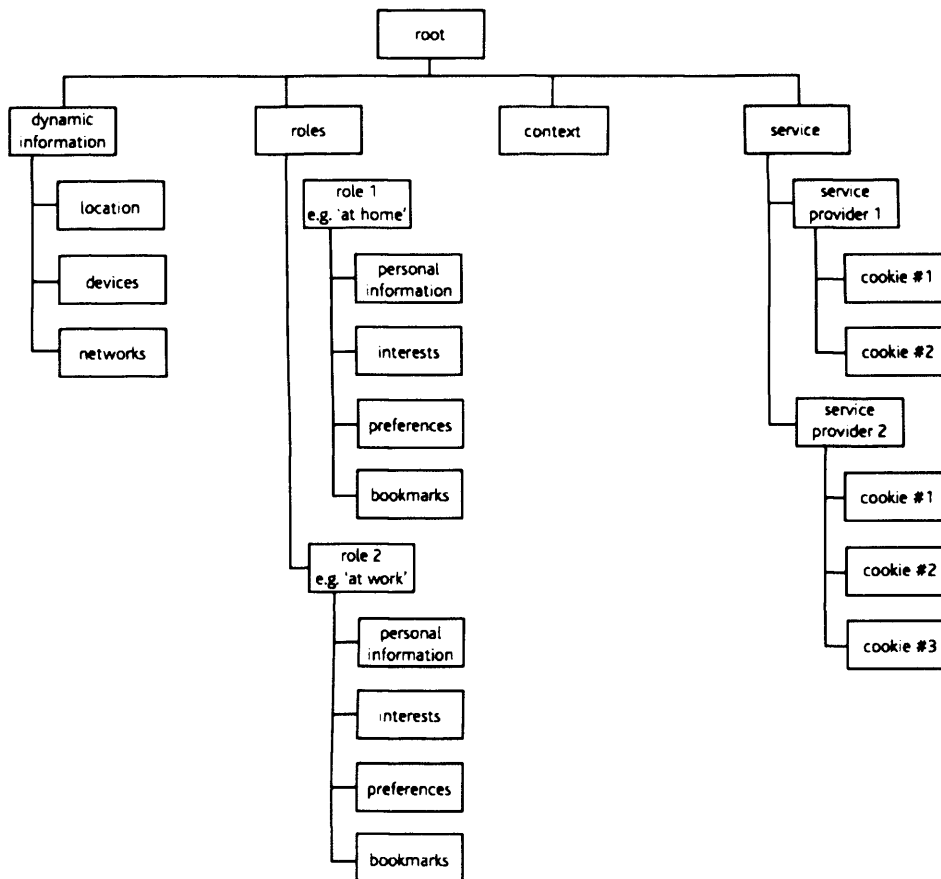 root
dynamic
information
roles
context
service
location
devices
networks
role 1
e.g. 'at home'
personal
information
interests
preferences
bookmarks
role 2
e.g. 'at work'
personal
information
interests
preferences
bookmarks
service
provider 1
cookie #1
cookie #2
service
provider 2
cookie #1
cookie #2
cookie #3